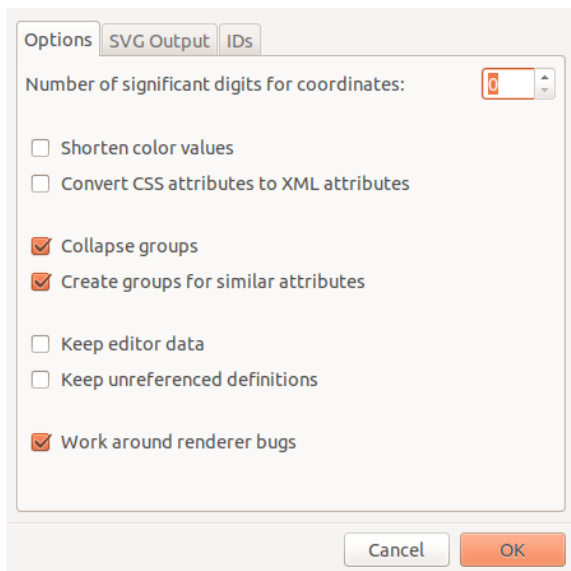 Options SVG Output IDs
Number of significant digits for coordinates: 0
Shorten color values
Convert CSS attributes to XML attributes
Collapse groups
Create groups for similar attributes
Keep editor data
Keep unreferenced definitions
Work around renderer bugs
Cancel OK